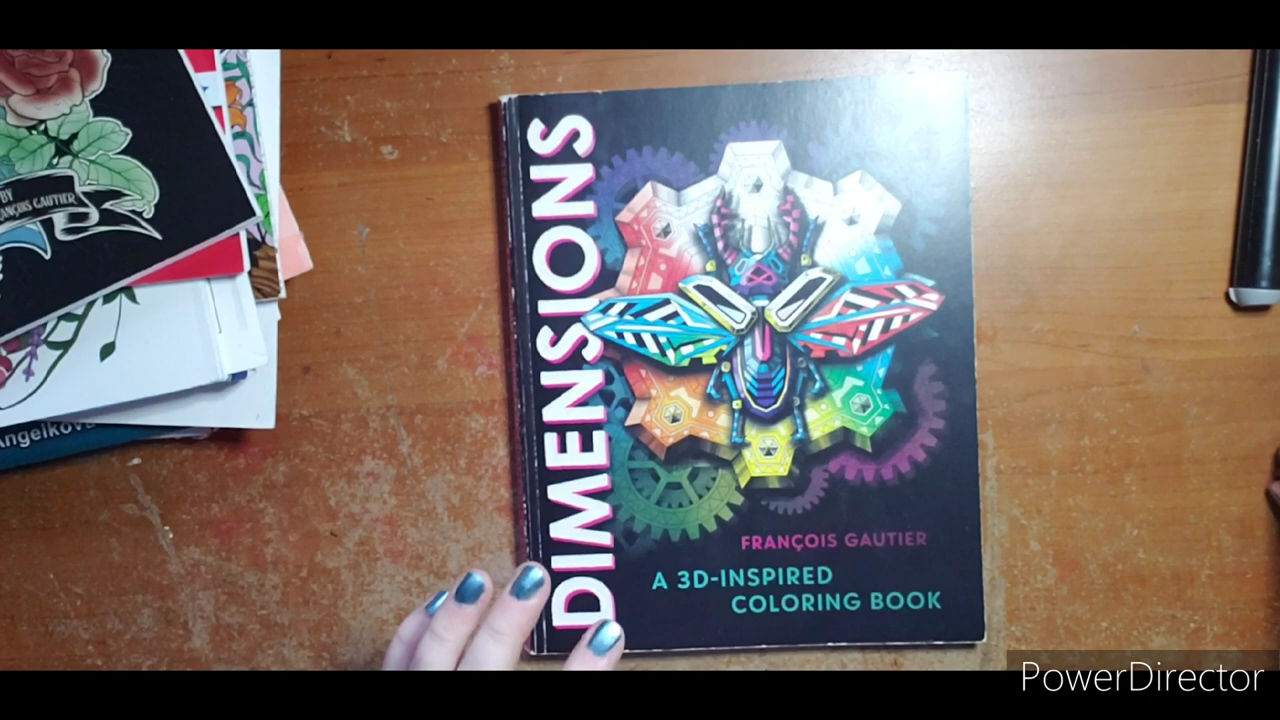 BY
FRANÇOIS GAUTIER
Angelkova
DIMENSIONS
FRANÇOIS GAUTIER
A 3D-INSPIRED
COLORING BOOK
PowerDirector